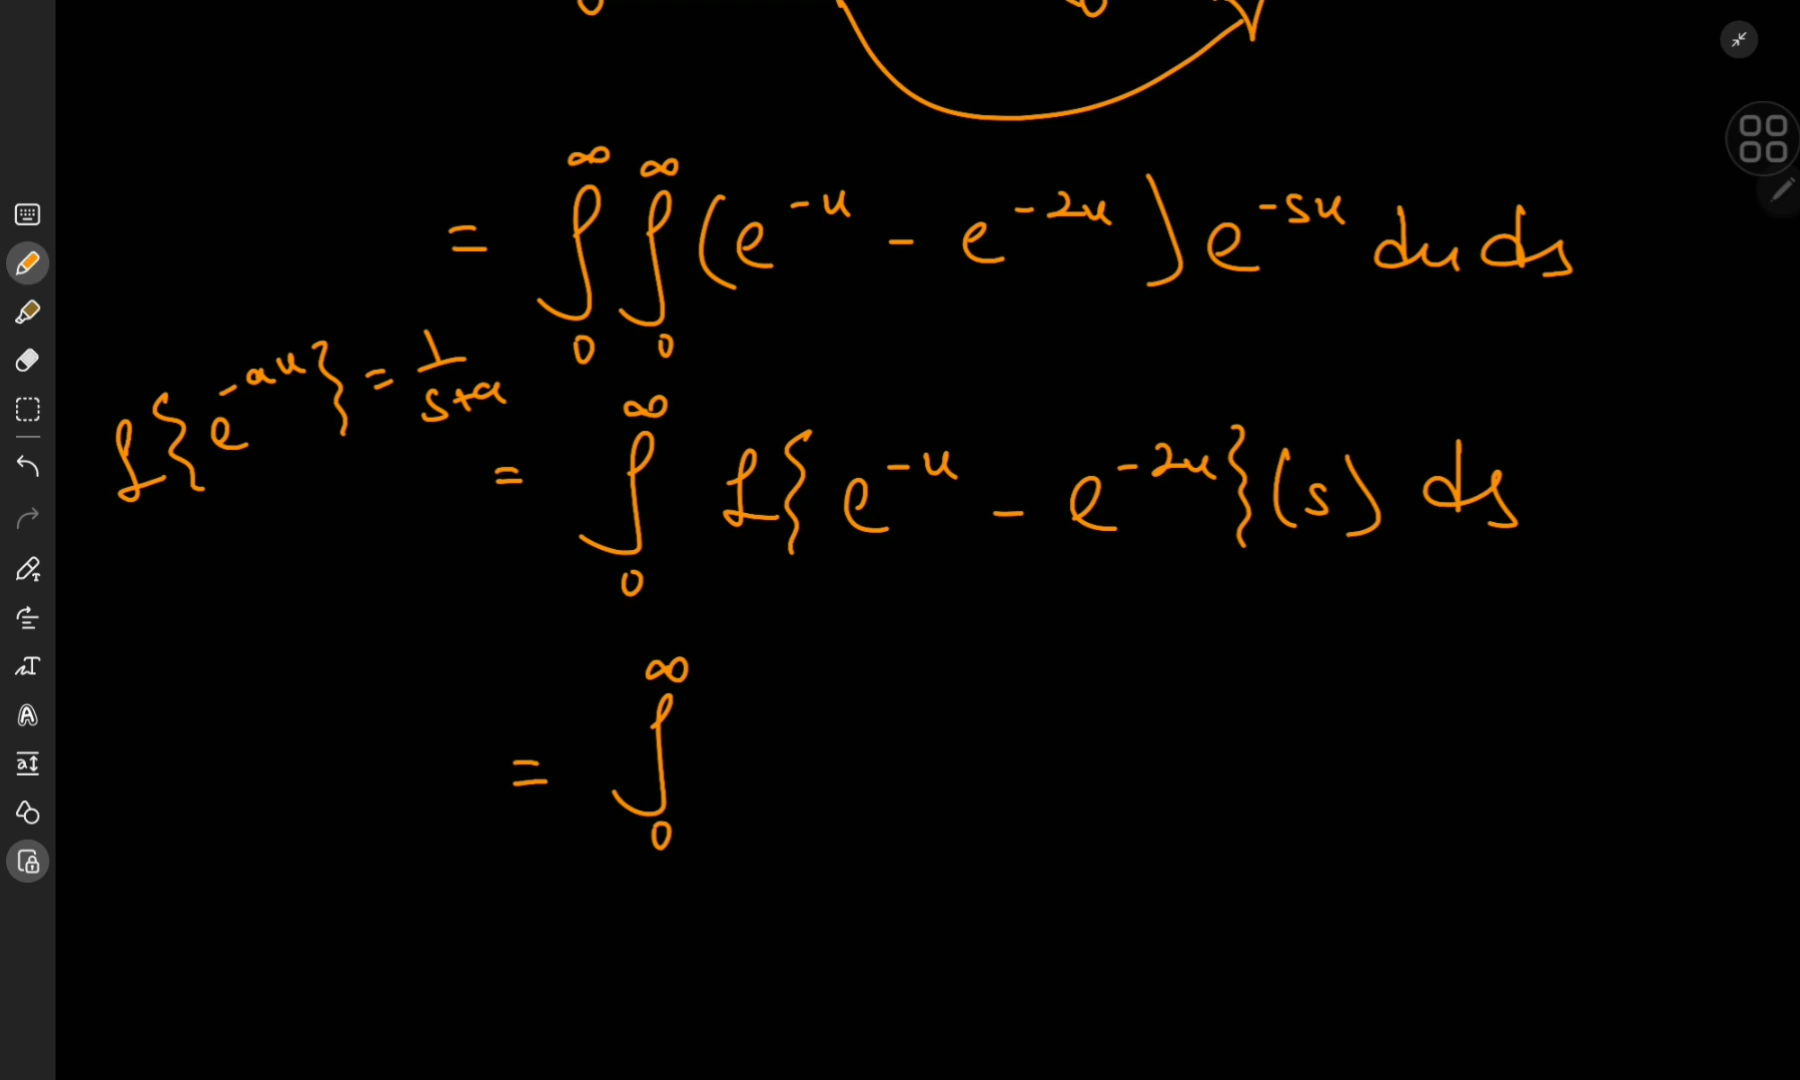 = ∫₀^∞ ∫₀^∞ (e^{-u} - e^{-2u}) e^{-su} du ds
ℒ{e^{-au}} = 1/(s+a)
= ∫₀^∞ ℒ{e^{-u} - e^{-2u}}(s) ds
= ∫₀^∞